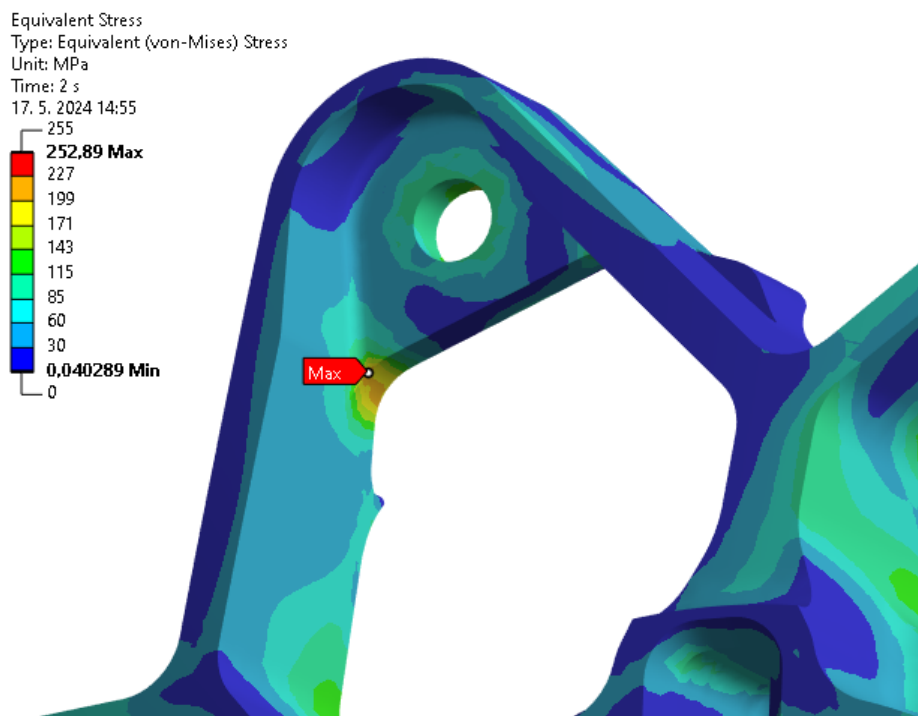 Equivalent Stress
Type: Equivalent (von-Mises) Stress
Unit: MPa
Time: 2 s
17. 5. 2024 14:55
255
252,89 Max
227
199
171
143
115
85
60
30
0,040289 Min
0
Max